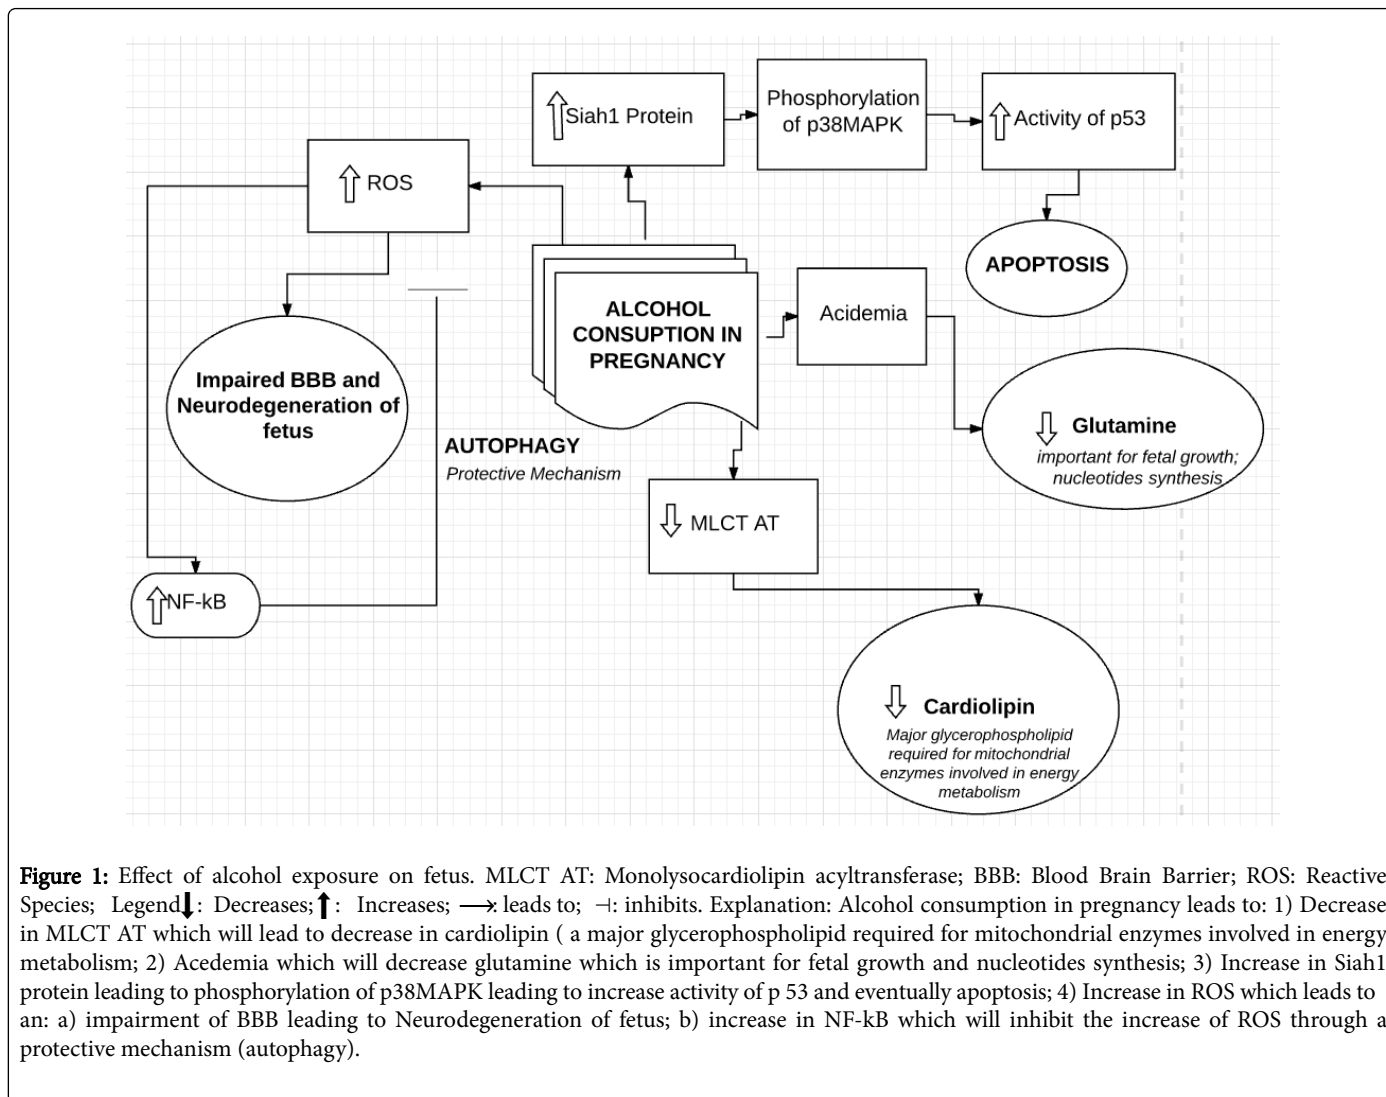 Siah1 Protein
Phosphorylation
of p38MAPK
Activity of p53
ROS
APOPTOSIS
ALCOHOL
CONSUPTION IN
PREGNANCY
Acidemia
Impaired BBB and
Neurodegeneration of
fetus
AUTOPHAGY
Protective Mechanism
Glutamine
important for fetal growth;
nucleotides synthesis
MLCT AT
NF-kB
Cardiolipin
Major glycerophospholipid
required for mitochondrial
enzymes involved in energy
metabolism
Figure 1: Effect of alcohol exposure on fetus. MLCT AT: Monolysocardiolipin acyltransferase; BBB: Blood Brain Barrier; ROS: Reactive
Species; Legend⬇: Decreases;⬆: Increases; ⟶: leads to; ⊣: inhibits. Explanation: Alcohol consumption in pregnancy leads to: 1) Decrease
in MLCT AT which will lead to decrease in cardiolipin ( a major glycerophospholipid required for mitochondrial enzymes involved in energy
metabolism; 2) Acedemia which will decrease glutamine which is important for fetal growth and nucleotides synthesis; 3) Increase in Siah1
protein leading to phosphorylation of p38MAPK leading to increase activity of p 53 and eventually apoptosis; 4) Increase in ROS which leads to
an: a) impairment of BBB leading to Neurodegeneration of fetus; b) increase in NF-kB which will inhibit the increase of ROS through a
protective mechanism (autophagy).